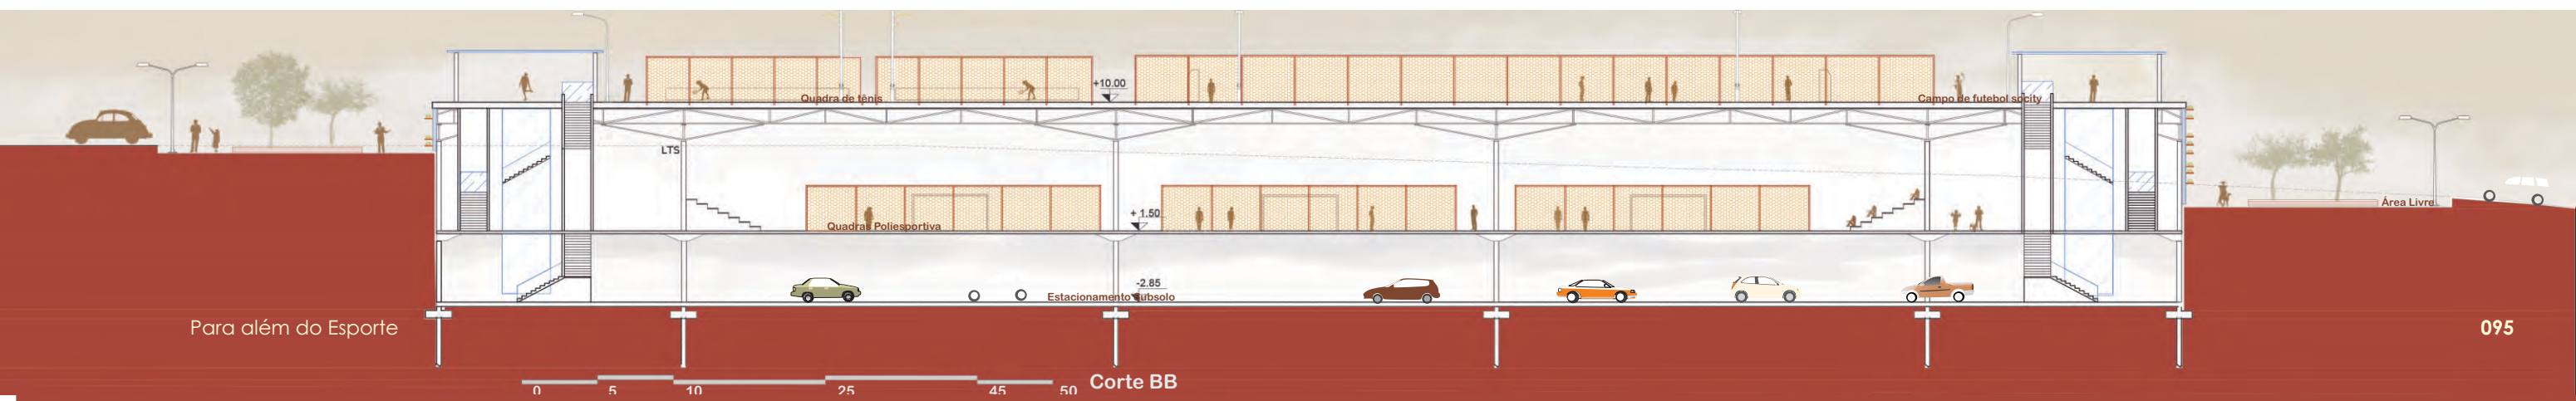 +10.00
Quadra de tênis
Campo de futebol socity
LTS
Área Livre
+ 1.50
Quadras Poliesportiva
-2.85
Estacionamento Subsolo
Para além do Esporte
095
0 5 10 25 45 50
Corte BB